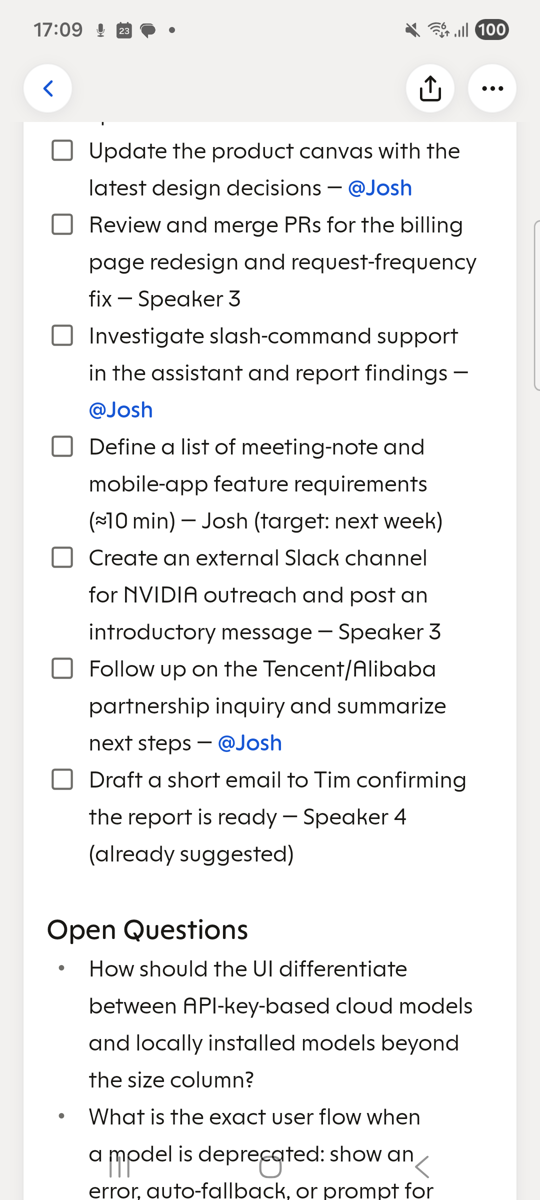 17:09
23
6
100
Update the product canvas with the
latest design decisions – @Josh
Review and merge PRs for the billing
page redesign and request-frequency
fix – Speaker 3
Investigate slash-command support
in the assistant and report findings –
@Josh
Define a list of meeting-note and
mobile-app feature requirements
(≈10 min) – Josh (target: next week)
Create an external Slack channel
for NVIDIA outreach and post an
introductory message – Speaker 3
Follow up on the Tencent/Alibaba
partnership inquiry and summarize
next steps – @Josh
Draft a short email to Tim confirming
the report is ready – Speaker 4
(already suggested)
Open Questions
• How should the UI differentiate
between API-key-based cloud models
and locally installed models beyond
the size column?
• What is the exact user flow when
a model is deprecated: show an
error, auto-fallback, or prompt for